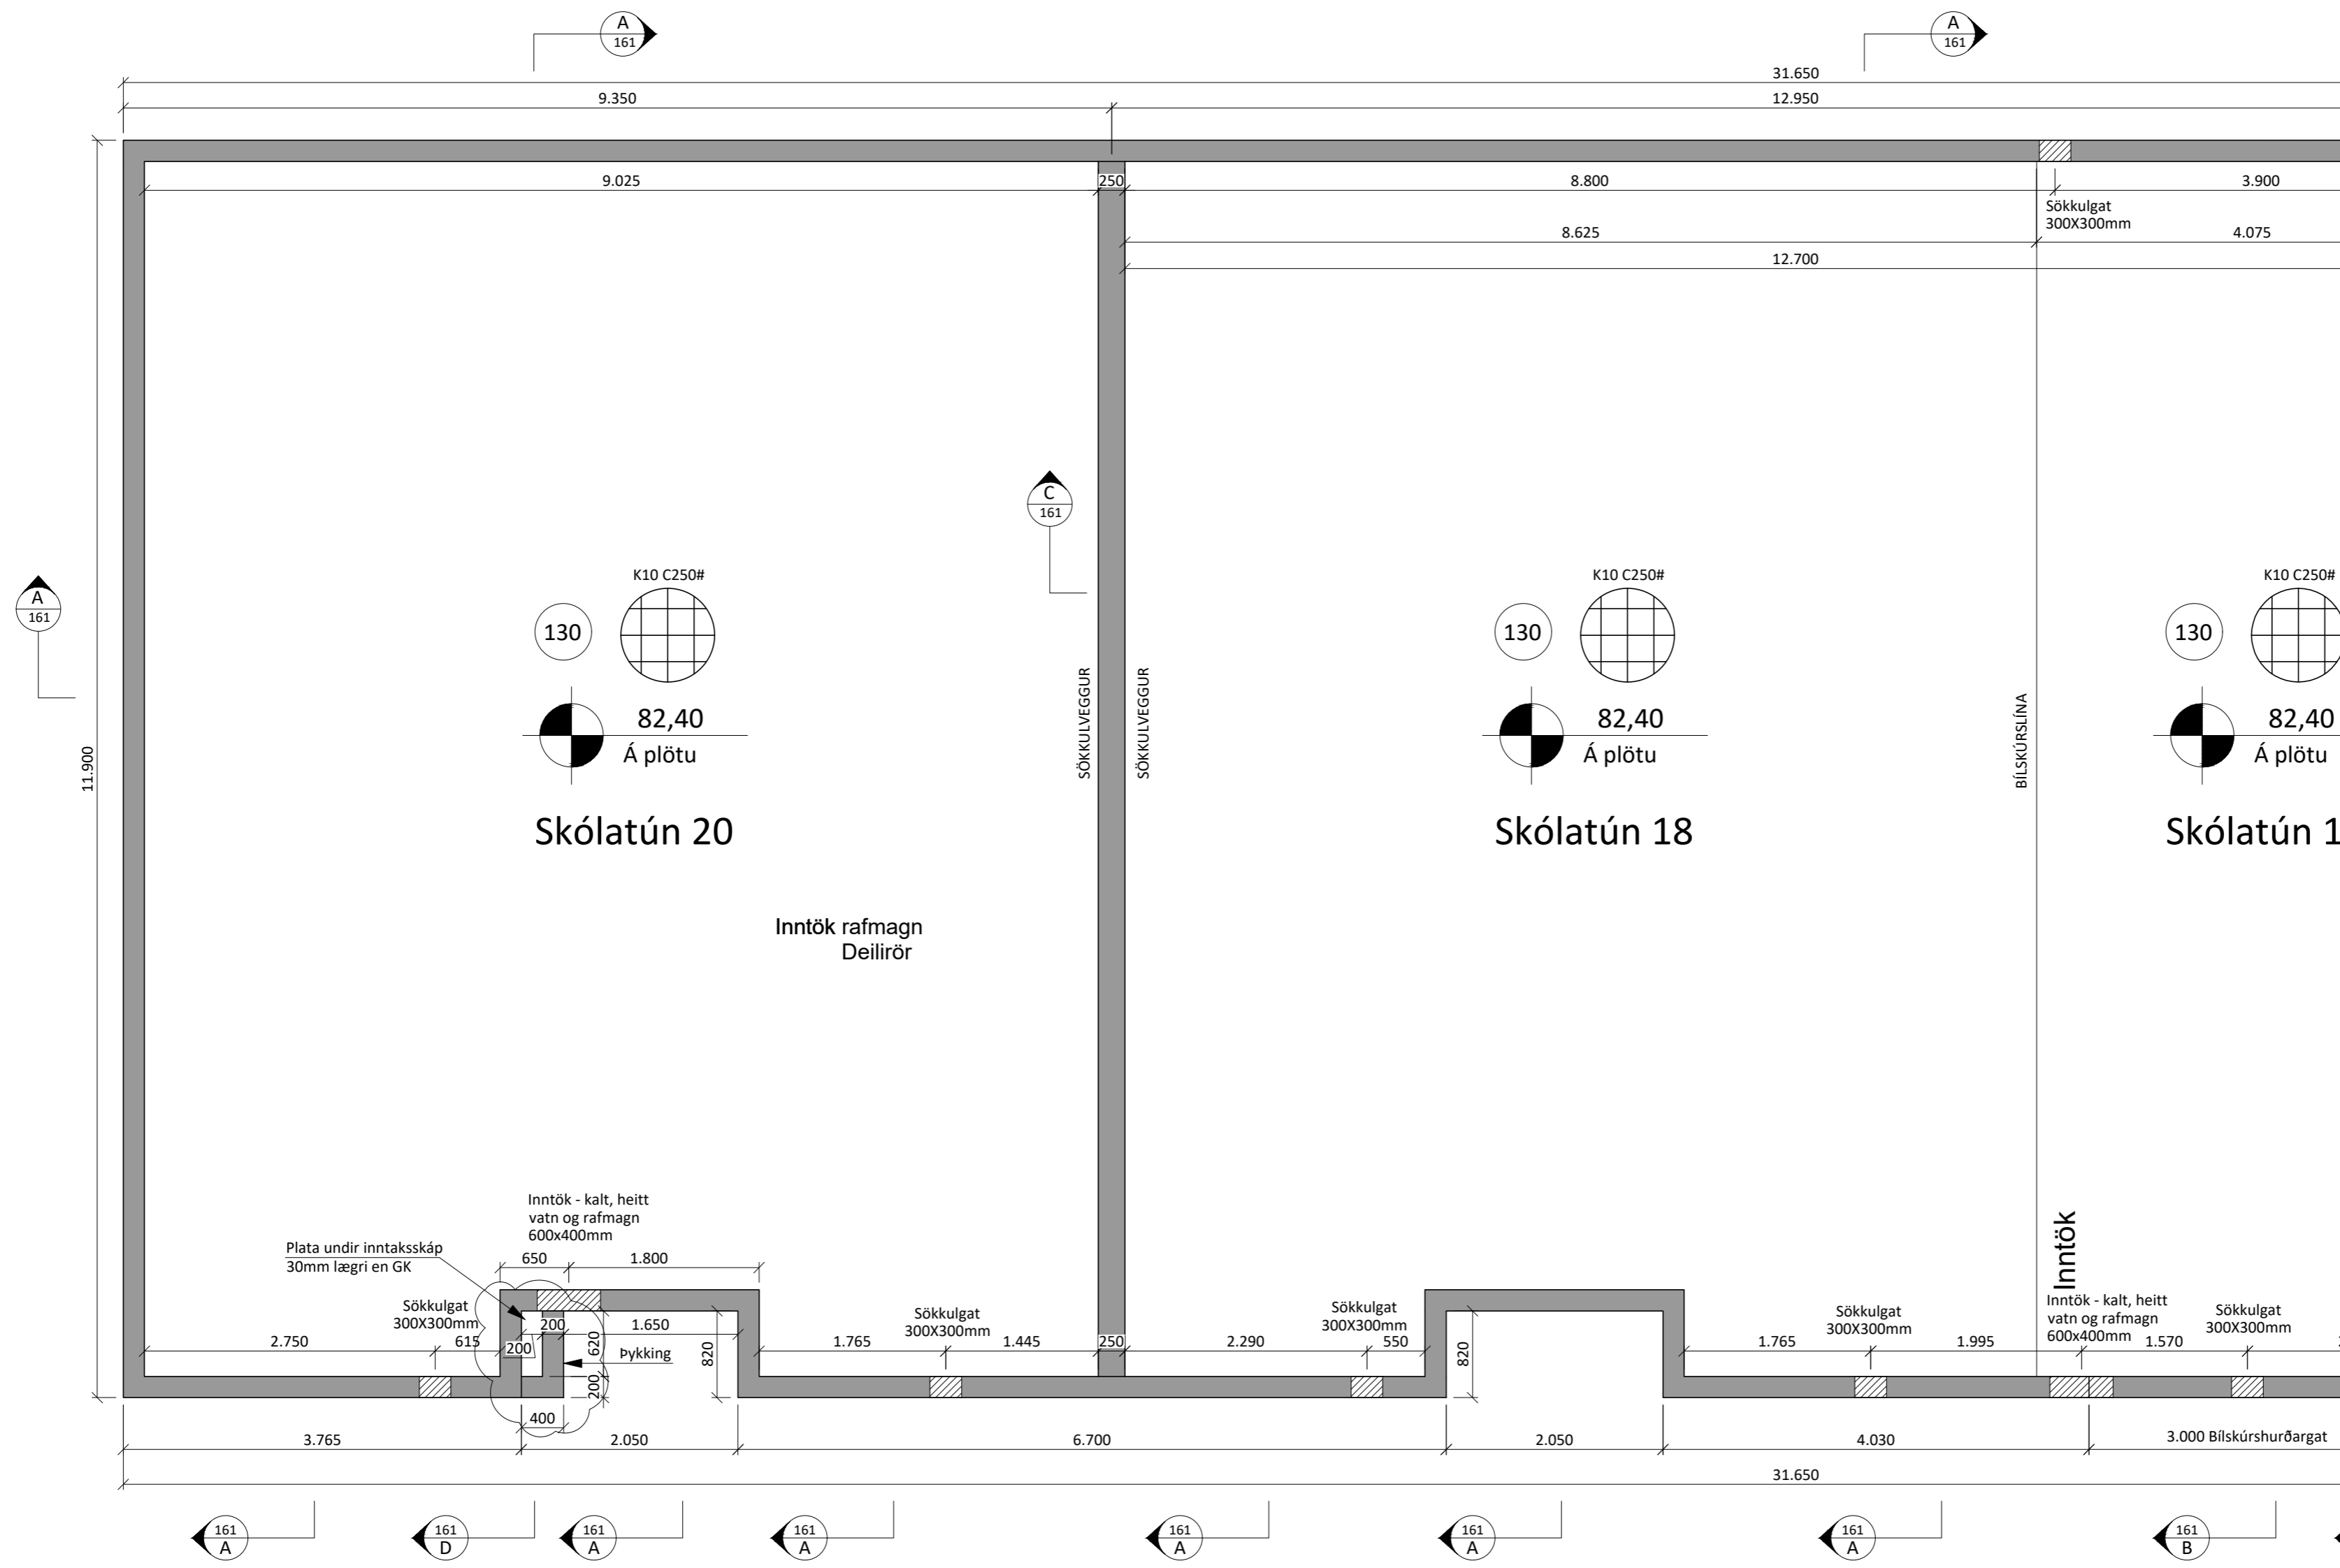 A
161
A
161
31.650
9.350
12.950
9.025
250
8.800
3.900
Sökkulgat
300X300mm
8.625
4.075
12.700
C
161
A
161
K10 C250#
130
82,40
Á plötu
Skólatún 20
K10 C250#
130
82,40
Á plötu
Skólatún 18
K10 C250#
130
82,40
Á plötu
Skólatún 1
SÖKKULVEGGUR
SÖKKULVEGGUR
BÍLSKÚRSLÍNA
11.900
Inntök rafmagn
Deilirör
Inntök - kalt, heitt
vatn og rafmagn
600x400mm
Plata undir inntaksskáp
30mm lægri en GK
650
1.800
Sökkulgat
300X300mm
2.750
615
200
200
1.650
620
Þykking
200
820
400
Sökkulgat
300X300mm
1.765
1.445
250
2.290
Sökkulgat
300X300mm
550
820
Sökkulgat
300X300mm
1.765
1.995
Inntök
Inntök - kalt, heitt
vatn og rafmagn
600x400mm
1.570
Sökkulgat
300X300mm
3.765
2.050
6.700
2.050
4.030
3.000 Bílskúrshurðargat
31.650
161
A
161
D
161
A
161
A
161
A
161
A
161
A
161
B